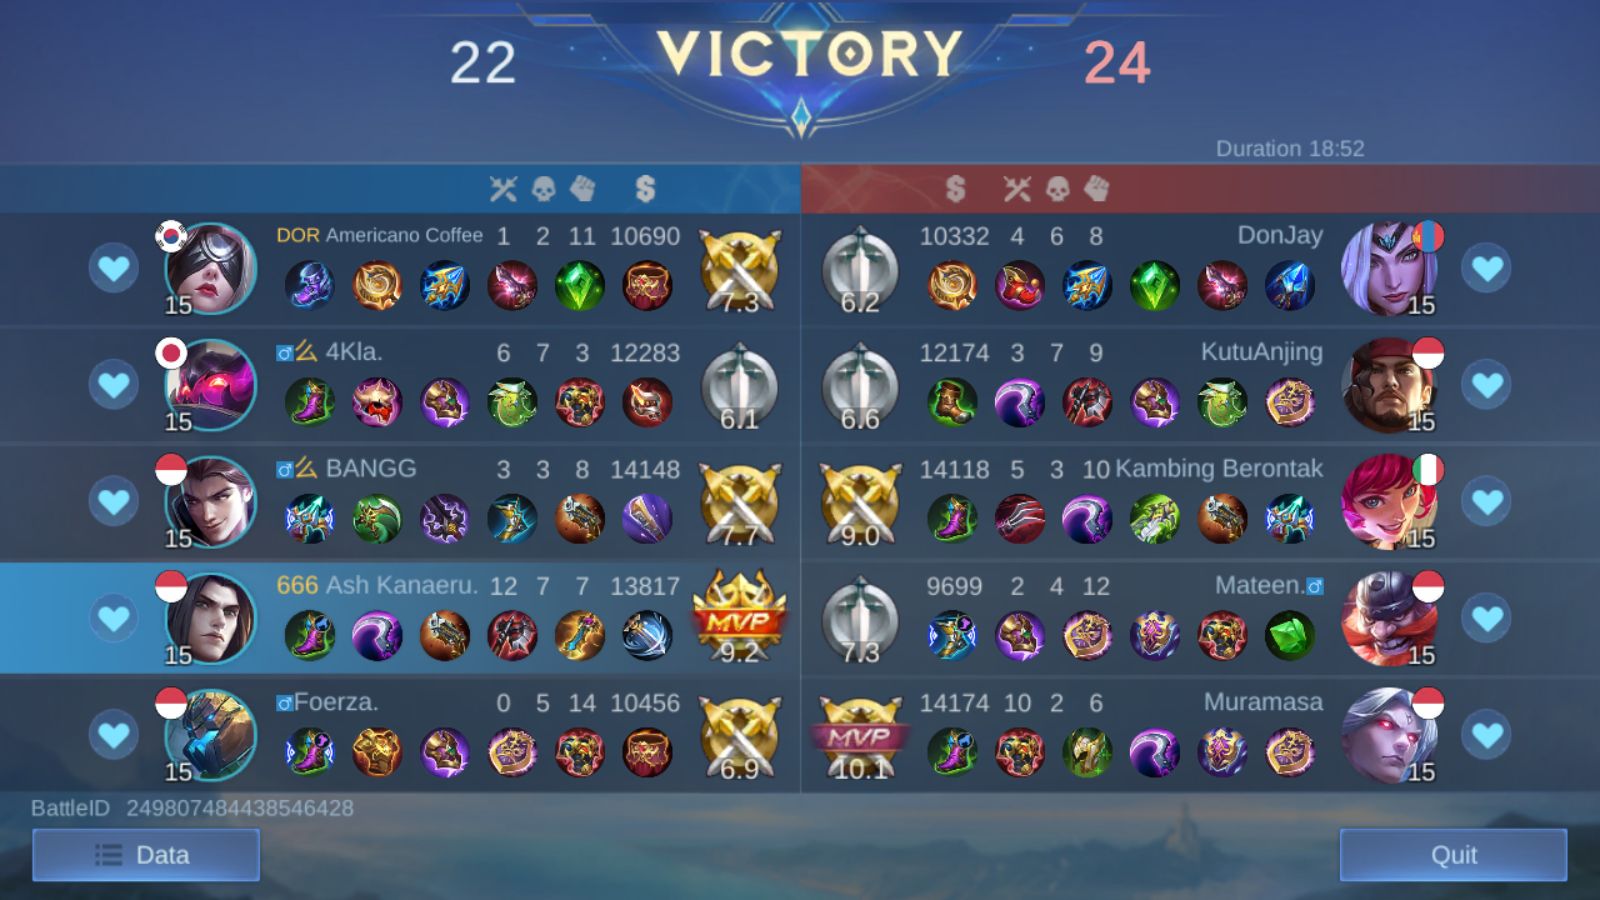 22 VICTORY 24
Duration 18:52
DOR Americano Coffee 1 2 11 10690
15 7.3
6.2 10332 4 6 8 DonJay
15
4Kla. 6 7 3 12283
15 6.1
6.6 12174 3 7 9 KutuAnjing
15
BANGG 3 3 8 14148
15 7.7
9.0 14118 5 3 10 Kambing Berontak
15
666 Ash Kanaeru. 12 7 7 13817
15 MVP 9.2
7.3 9699 2 4 12 Mateen.♂
15
♂Foerza. 0 5 14 10456
15 6.9
MVP 10.1 14174 10 2 6 Muramasa
15
BattleID 249807484438546428
Data
Quit